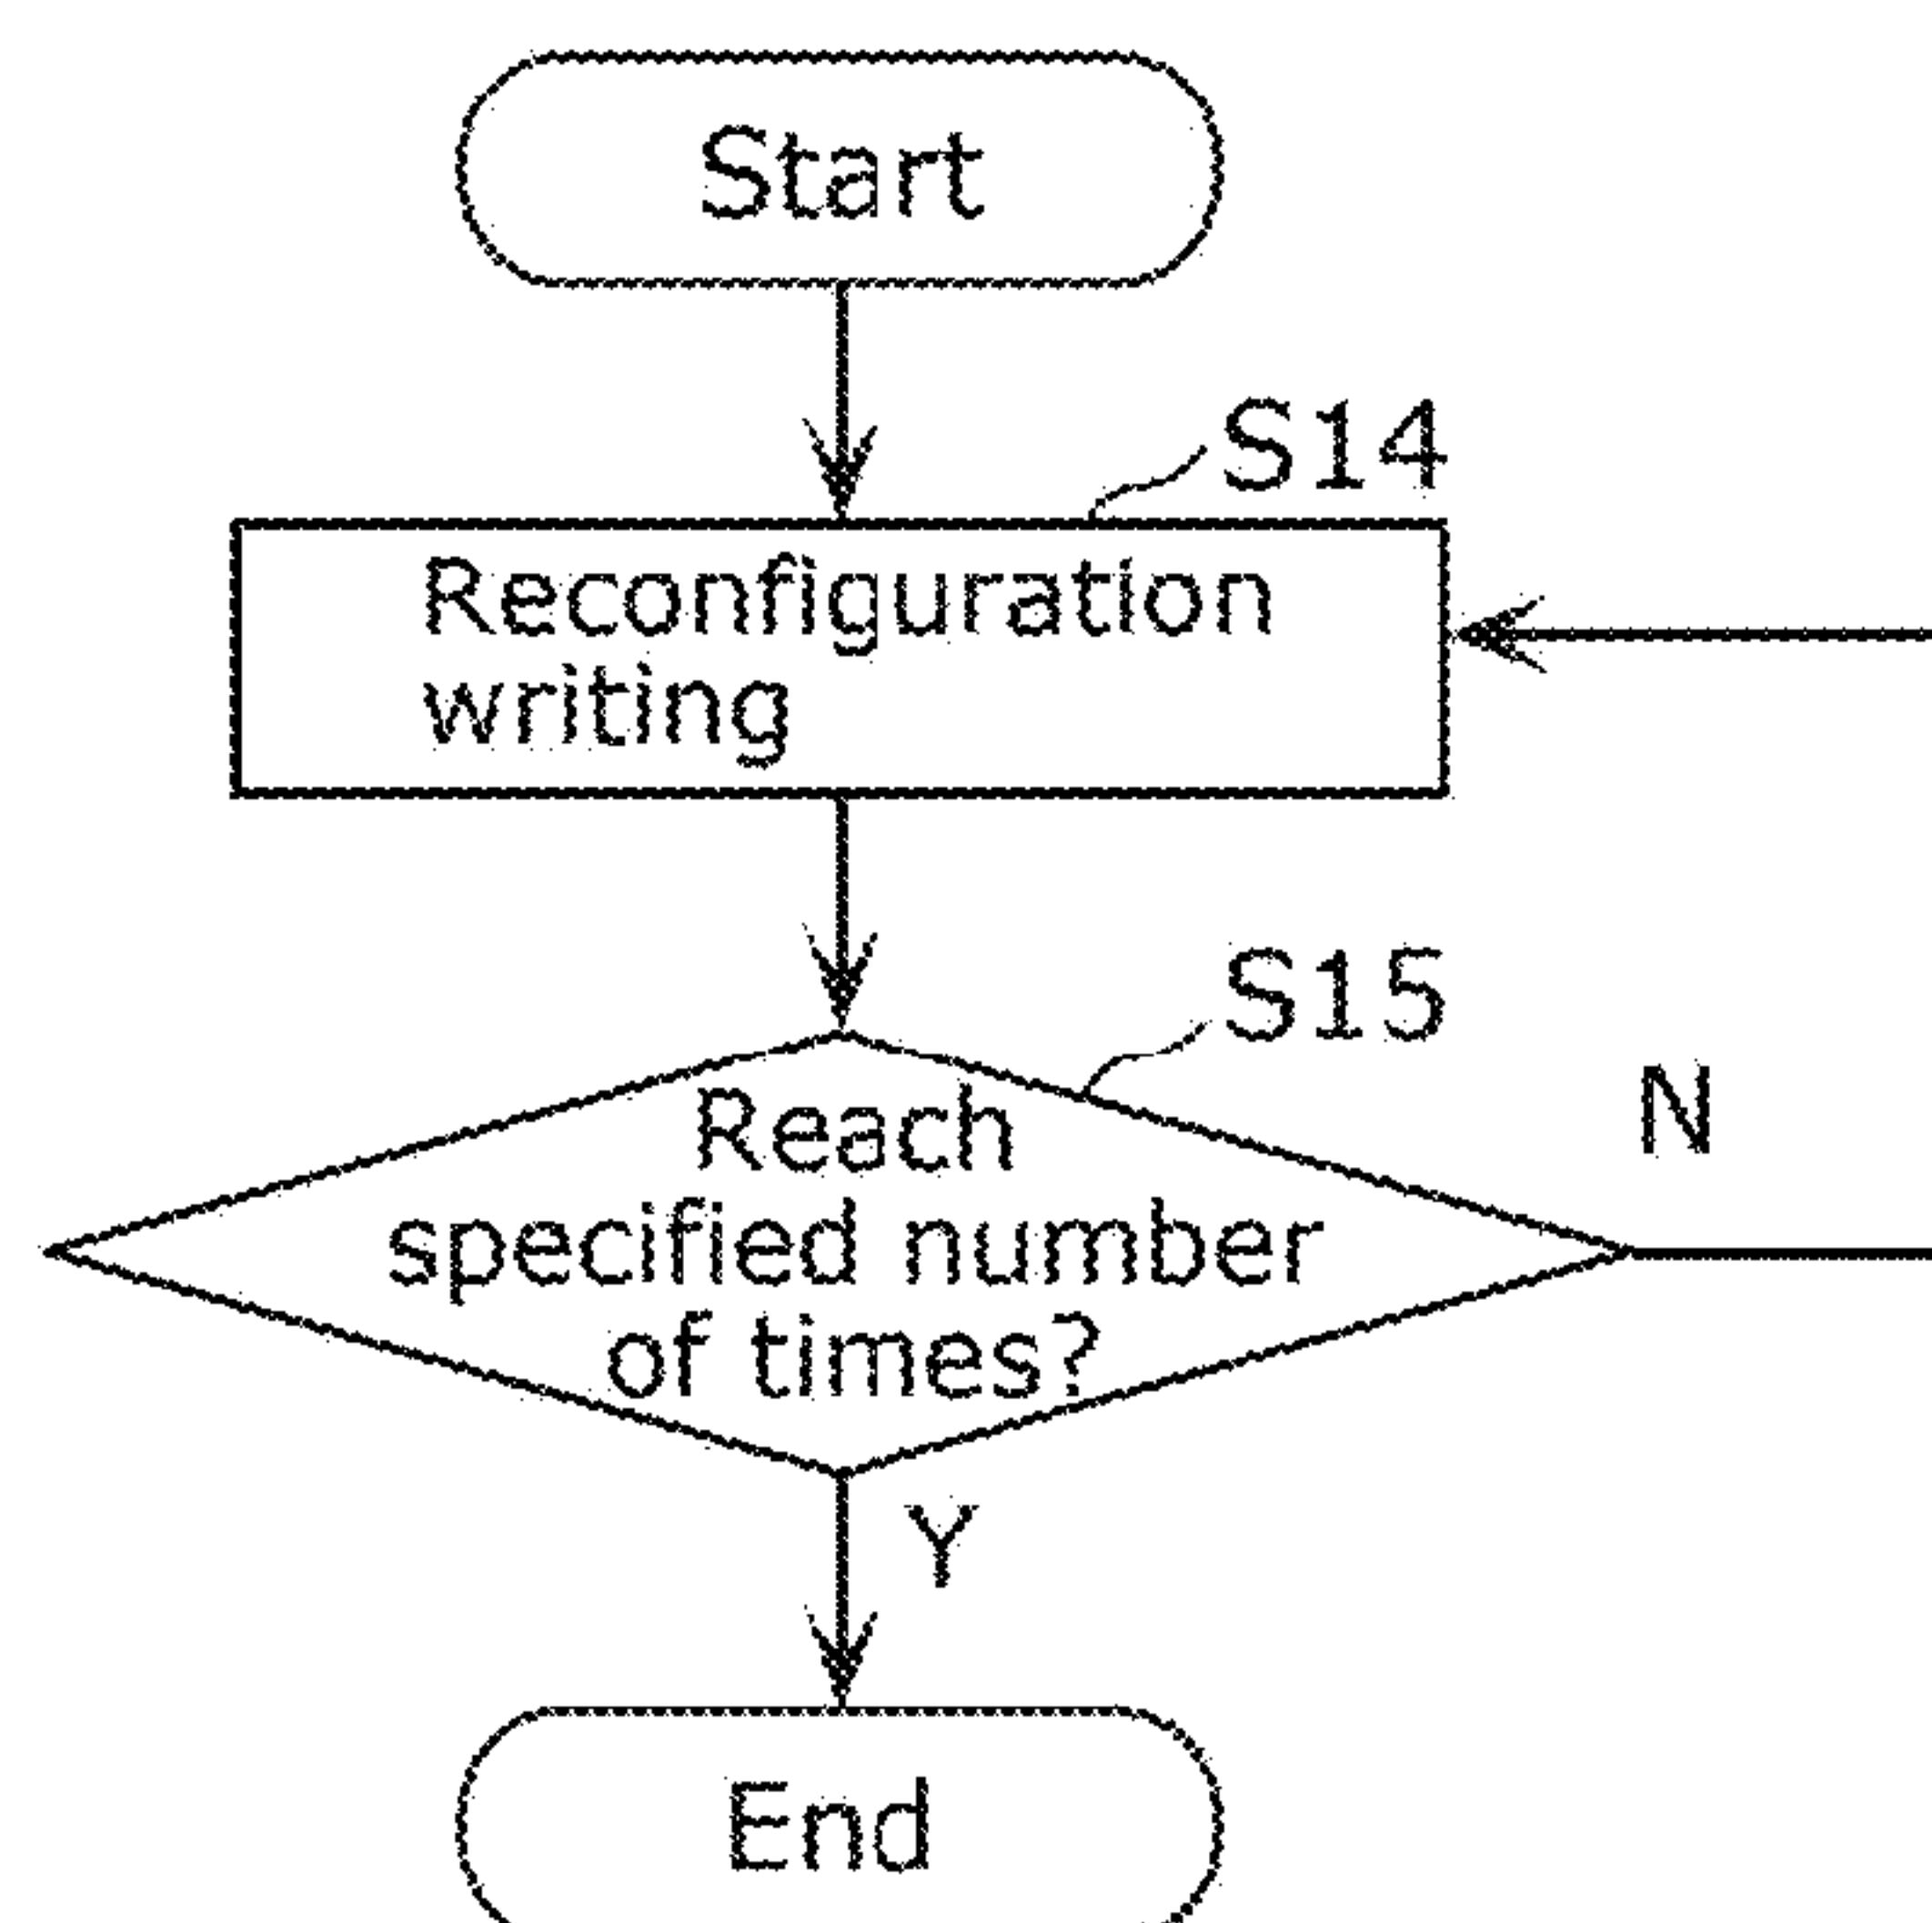 Start
S14
Reconfiguration
writing
S15
Reach
specified number
of times?
N
Y
End